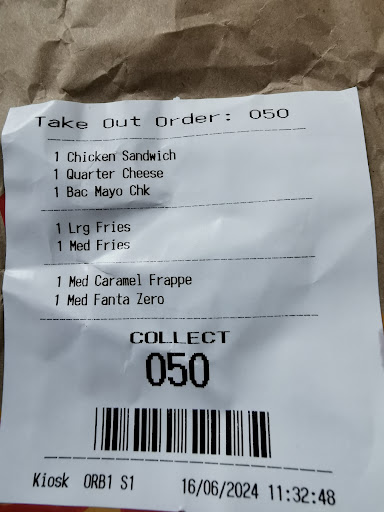 Take Out Order: 050
1 Chicken Sandwich
1 Quarter Cheese
1 Bac Mayo Chk
1 Lrg Fries
1 Med Fries
1 Med Caramel Frappe
1 Med Fanta Zero
COLLECT
050
Kiosk ORB1 S1 16/06/2024 11:32:48